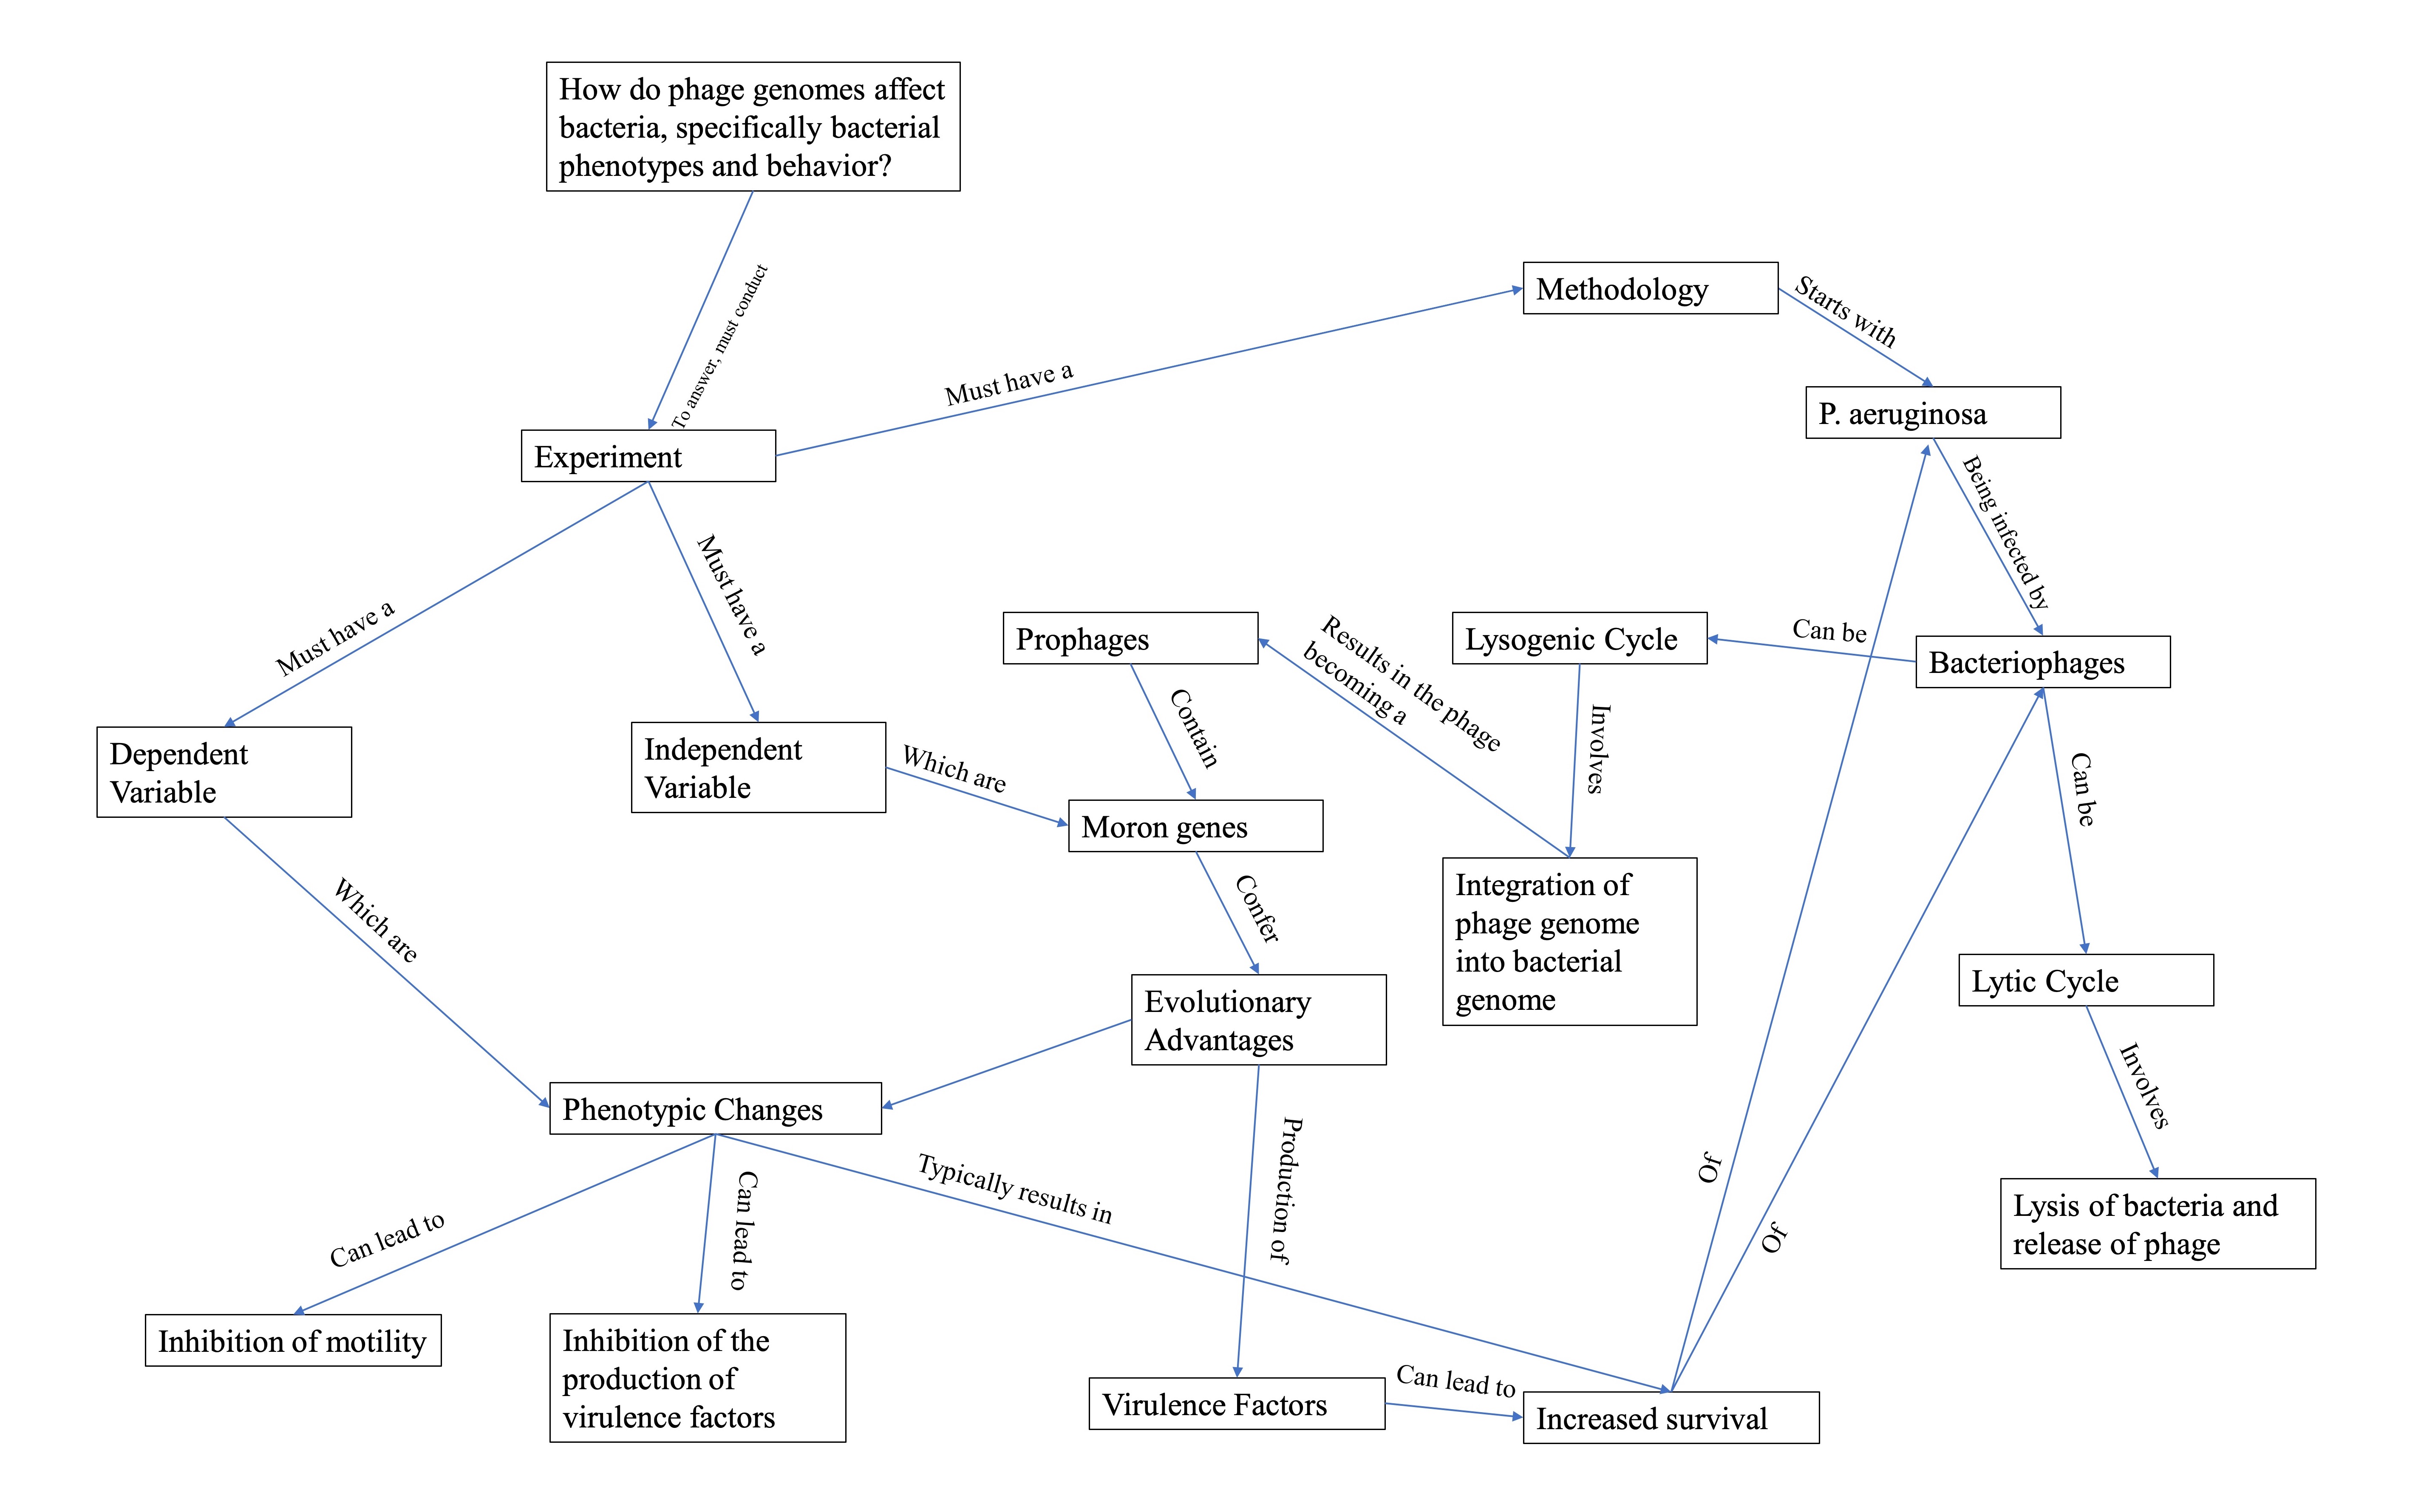 How do phage genomes affect
bacteria, specifically bacterial
phenotypes and behavior?
To answer, must conduct
Methodology
Starts with
Must have a
P. aeruginosa
Experiment
Being infected by
Must have a
Must have a
Prophages
Results in the phage
becoming a
Lysogenic Cycle
Can be
Bacteriophages
Contain
Involves
Dependent
Variable
Independent
Variable
Which are
Moron genes
Can be
Confer
Integration of
phage genome
into bacterial
genome
Which are
Lytic Cycle
Evolutionary
Advantages
Involves
Phenotypic Changes
Production of
Typically results in
Of
Of
Lysis of bacteria and
release of phage
Can lead to
Can lead to
Inhibition of motility
Inhibition of the
production of
virulence factors
Virulence Factors
Can lead to
Increased survival